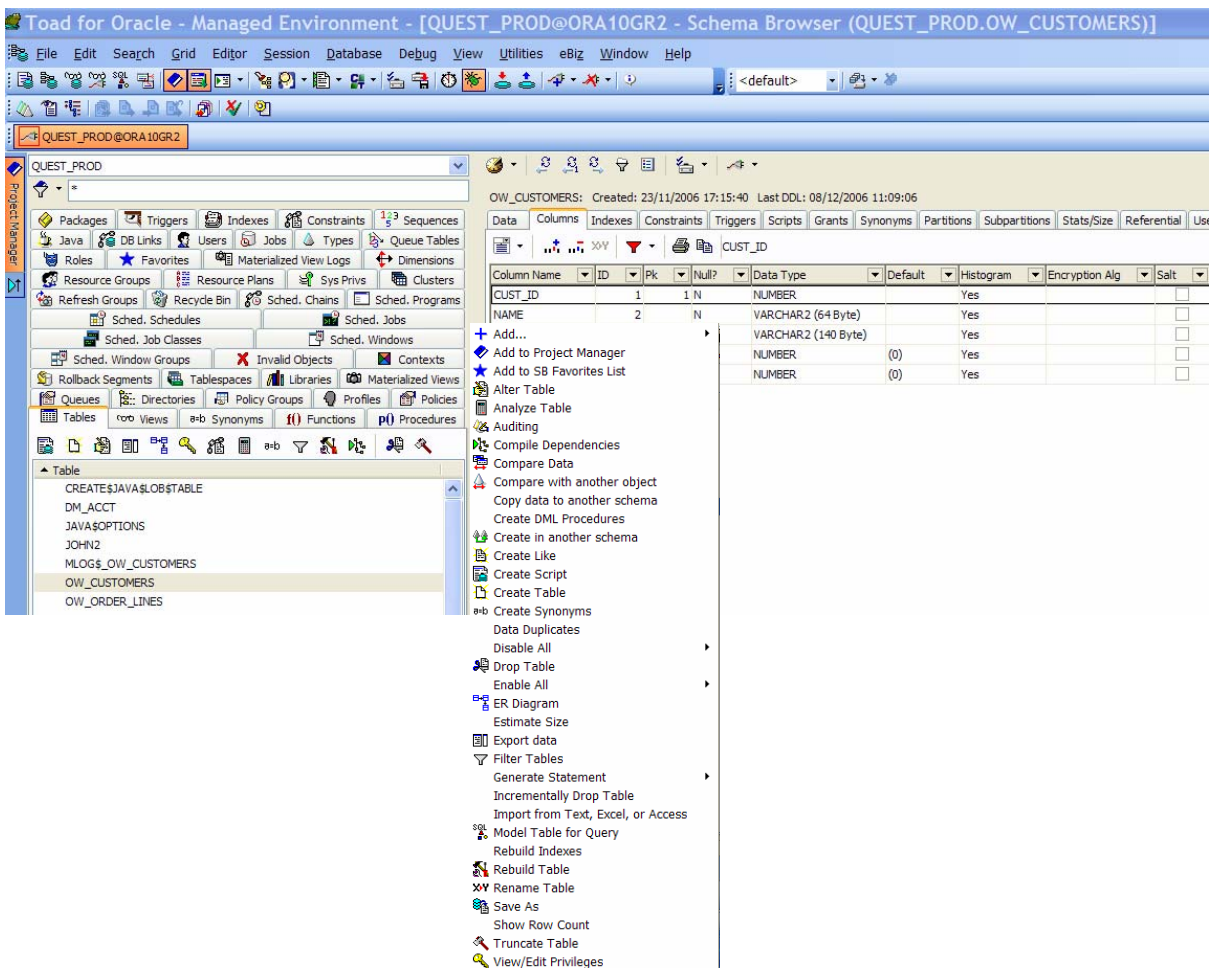 Toad for Oracle - Managed Environment - [QUEST_PROD@ORA10GR2 - Schema Browser (QUEST_PROD.OW_CUSTOMERS)]
File Edit Search Grid Editor Session Database Debug View Utilities eBiz Window Help
<default>
QUEST_PROD@ORA10GR2
Project Manager
QUEST_PROD
*
Packages Triggers Indexes Constraints Sequences
Java DB Links Users Jobs Types Queue Tables
Roles Favorites Materialized View Logs Dimensions
Resource Groups Resource Plans Sys Privs Clusters
Refresh Groups Recycle Bin Sched. Chains Sched. Programs
Sched. Schedules Sched. Jobs
Sched. Job Classes Sched. Windows
Sched. Window Groups Invalid Objects Contexts
Rollback Segments Tablespaces Libraries Materialized Views
Queues Directories Policy Groups Profiles Policies
Tables Views Synonyms Functions Procedures
Table
CREATE$JAVA$LOB$TABLE
DM_ACCT
JAVA$OPTIONS
JOHN2
MLOG$_OW_CUSTOMERS
OW_CUSTOMERS
OW_ORDER_LINES
OW_CUSTOMERS: Created: 23/11/2006 17:15:40 Last DDL: 08/12/2006 11:09:06
Data Columns Indexes Constraints Triggers Scripts Grants Synonyms Partitions Subpartitions Stats/Size Referential Use
CUST_ID
Column Name ID Pk Null? Data Type Default Histogram Encryption Alg Salt
CUST_ID 1 1 N NUMBER Yes
NAME 2 N VARCHAR2 (64 Byte) Yes
VARCHAR2 (140 Byte) Yes
NUMBER (0) Yes
NUMBER (0) Yes
Add...
Add to Project Manager
Add to SB Favorites List
Alter Table
Analyze Table
Auditing
Compile Dependencies
Compare Data
Compare with another object
Copy data to another schema
Create DML Procedures
Create in another schema
Create Like
Create Script
Create Table
Create Synonyms
Data Duplicates
Disable All
Drop Table
Enable All
ER Diagram
Estimate Size
Export data
Filter Tables
Generate Statement
Incrementally Drop Table
Import from Text, Excel, or Access
Model Table for Query
Rebuild Indexes
Rebuild Table
Rename Table
Save As
Show Row Count
Truncate Table
View/Edit Privileges